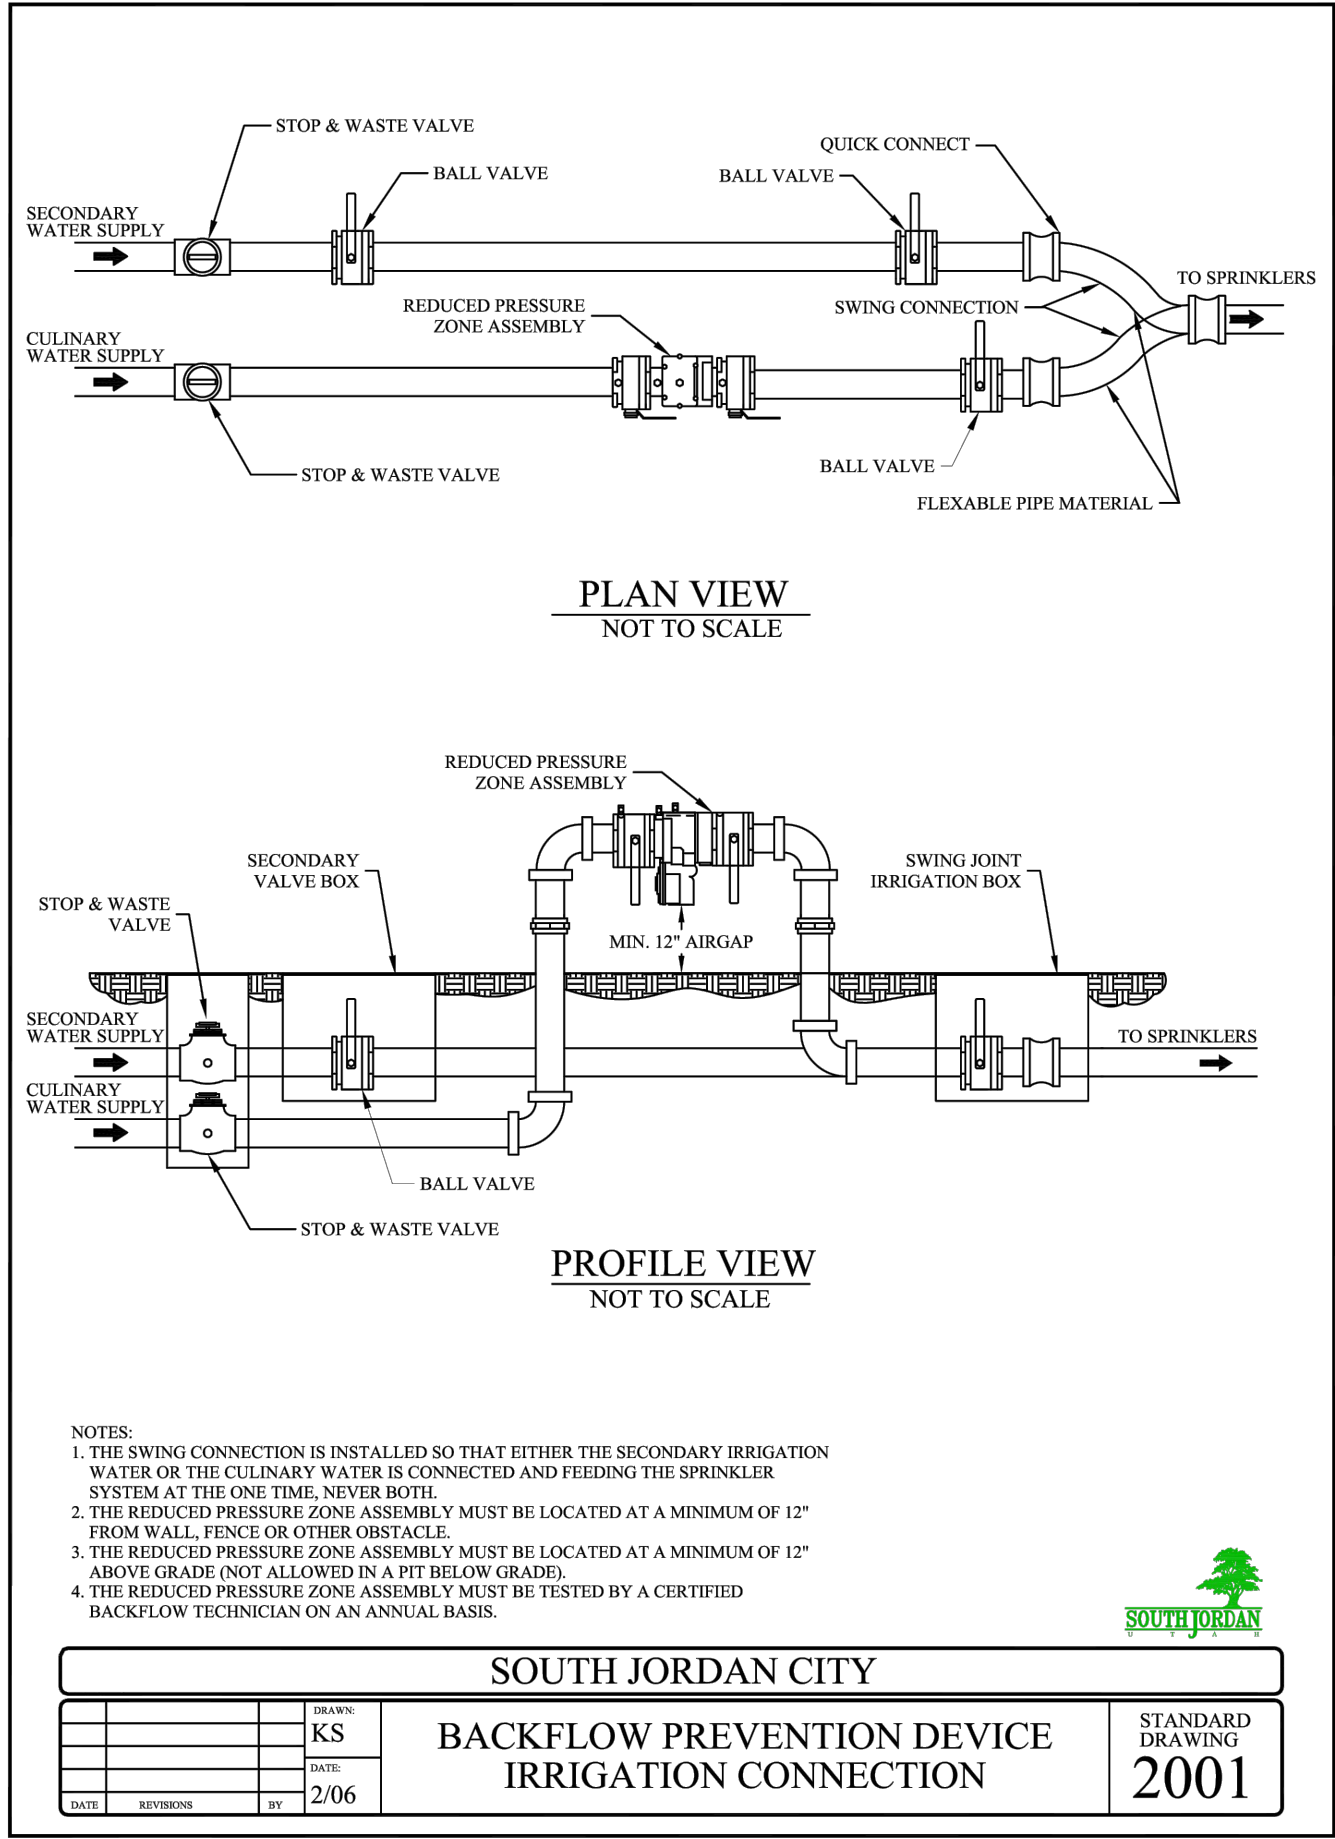 STOP & WASTE VALVE
QUICK CONNECT
BALL VALVE
BALL VALVE
SECONDARY
WATER SUPPLY
TO SPRINKLERS
REDUCED PRESSURE
ZONE ASSEMBLY
SWING CONNECTION
CULINARY
WATER SUPPLY
BALL VALVE
STOP & WASTE VALVE
FLEXABLE PIPE MATERIAL
PLAN VIEW
NOT TO SCALE
REDUCED PRESSURE
ZONE ASSEMBLY
SECONDARY
VALVE BOX
SWING JOINT
IRRIGATION BOX
STOP & WASTE
VALVE
MIN. 12" AIRGAP
SECONDARY
WATER SUPPLY
TO SPRINKLERS
CULINARY
WATER SUPPLY
BALL VALVE
STOP & WASTE VALVE
PROFILE VIEW
NOT TO SCALE
NOTES:
1. THE SWING CONNECTION IS INSTALLED SO THAT EITHER THE SECONDARY IRRIGATION
WATER OR THE CULINARY WATER IS CONNECTED AND FEEDING THE SPRINKLER
SYSTEM AT THE ONE TIME, NEVER BOTH.
2. THE REDUCED PRESSURE ZONE ASSEMBLY MUST BE LOCATED AT A MINIMUM OF 12"
FROM WALL, FENCE OR OTHER OBSTACLE.
3. THE REDUCED PRESSURE ZONE ASSEMBLY MUST BE LOCATED AT A MINIMUM OF 12"
ABOVE GRADE (NOT ALLOWED IN A PIT BELOW GRADE).
4. THE REDUCED PRESSURE ZONE ASSEMBLY MUST BE TESTED BY A CERTIFIED
BACKFLOW TECHNICIAN ON AN ANNUAL BASIS.
SOUTH JORDAN
UTAH
SOUTH JORDAN CITY
DATE REVISIONS BY
DRAWN:
KS
DATE:
2/06
BACKFLOW PREVENTION DEVICE
IRRIGATION CONNECTION
STANDARD
DRAWING
2001